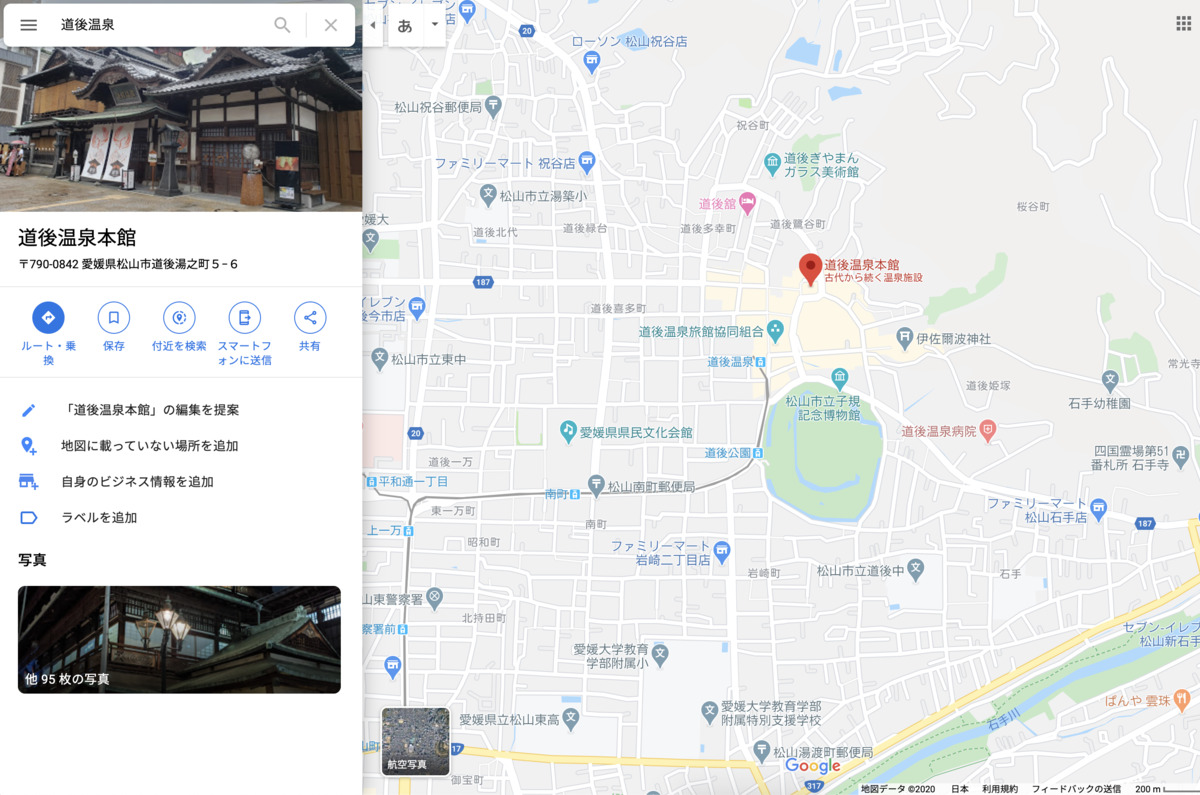 道後温泉
道後温泉本館
〒790-0842 愛媛県松山市道後湯之町５−６
ルート・乗
換
保存
付近を検索
スマートフ
ォンに送信
共有
「道後温泉本館」の編集を提案
地図に載っていない場所を追加
自身のビジネス情報を追加
ラベルを追加
写真
他 95 枚の写真
あ
20
ローソン 松山祝谷店
松山祝谷郵便局
祝谷町
ファミリーマート 祝谷店
道後ぎやまん
ガラス美術館
松山市立湯築小
道後館
桜谷町
媛大
道後北代
道後緑台
道後多幸町
道後鷺谷町
道後温泉本館
古代から続く温泉施設
187
イレブン
後今市店
道後喜多町
道後温泉旅館協同組合
伊佐爾波神社
松山市立東中
道後温泉
常光寺
道後姫塚
石手幼稚園
松山市立子規
記念博物館
20
愛媛県県民文化会館
道後温泉病院
道後公園
四国霊場第51
番札所 石手寺
道後一万
平和通一丁目
南町
松山南町郵便局
東一万町
ファミリーマート
松山石手店
187
上一万
南町
昭和町
ファミリーマート
岩崎二丁目店
岩崎町
松山市立道後中
石手
山東警察署
北持田町
察署前
セブン-イレブ
松山新石手
愛媛大学教育
学部附属小
ぱんや 雲珠
愛媛県立松山東高
愛媛大学教育学部
附属特別支援学校
石手川
航空写真
17
松山湯渡町郵便局
御宝町
Google
317
地図データ ©2020
日本
利用規約
フィードバックの送信
200 m